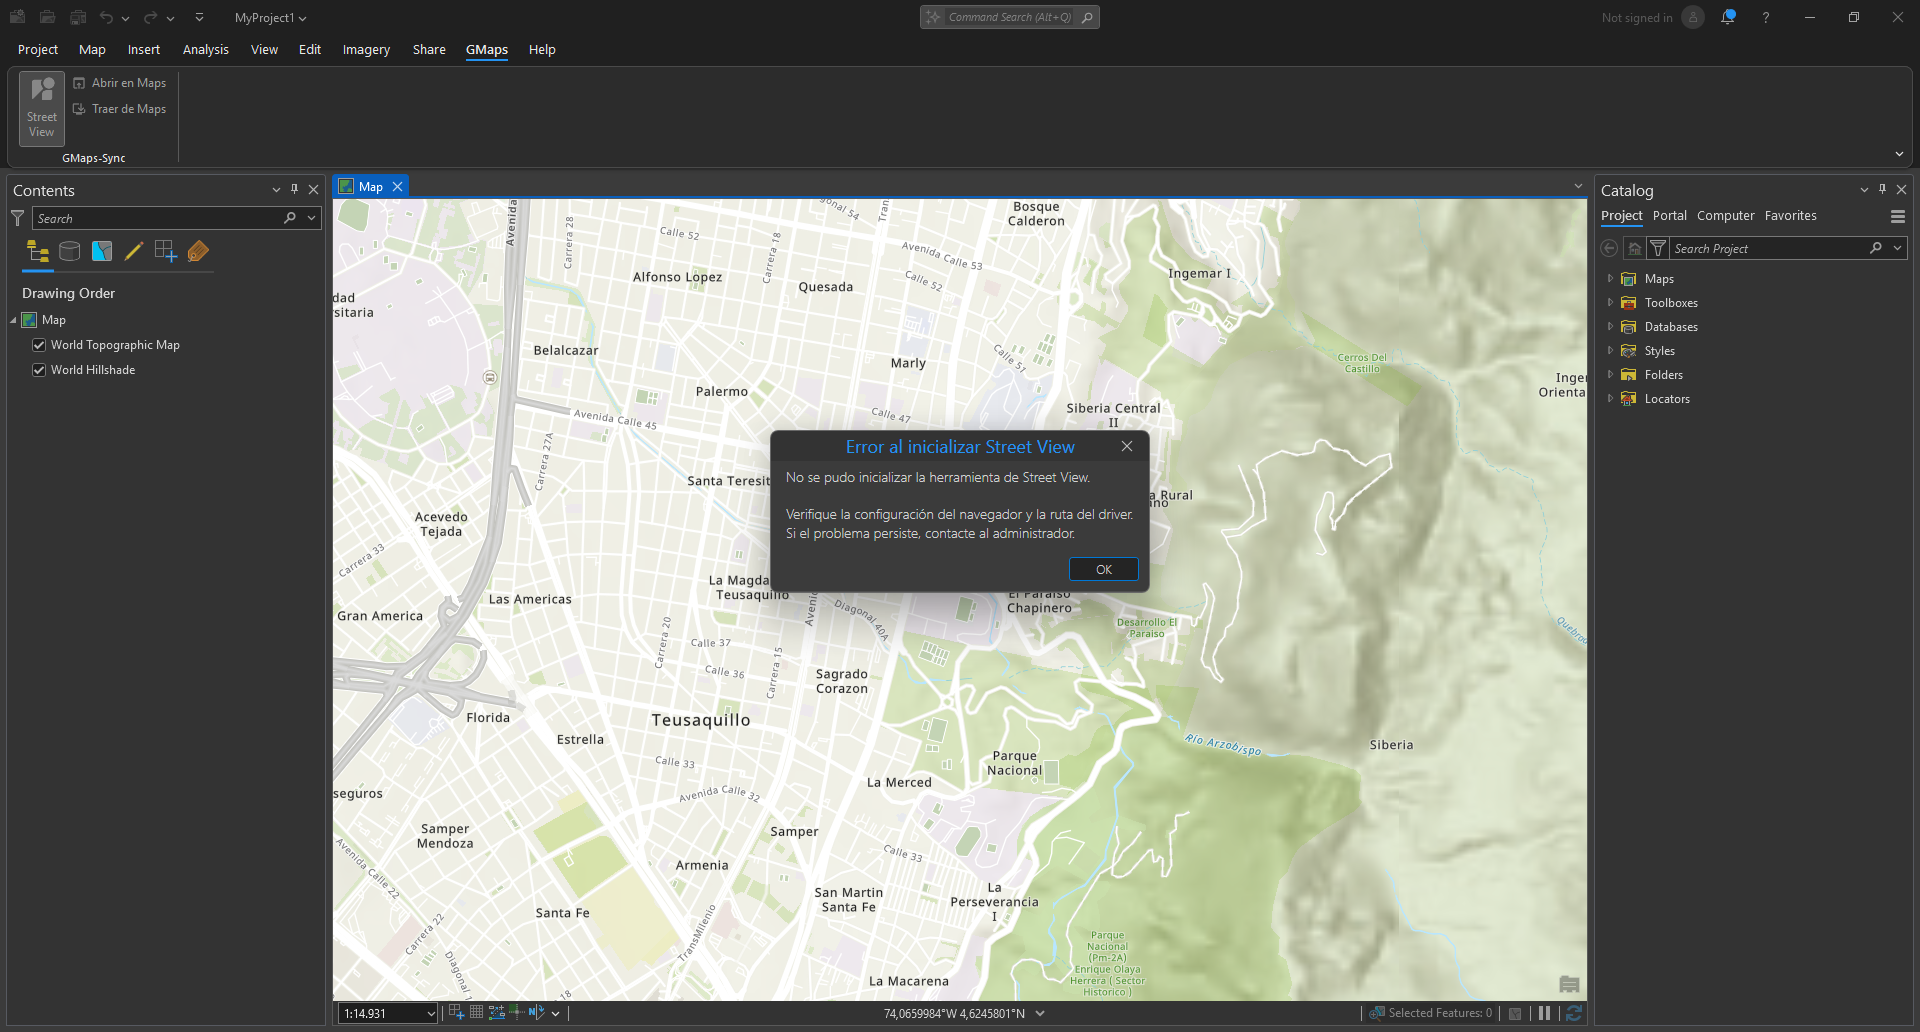 MyProject1
Command Search (Alt+Q)
Not signed in
?
Project
Map
Insert
Analysis
View
Edit
Imagery
Share
GMaps
Help
Street
View
Abrir en Maps
Traer de Maps
GMaps-Sync
Contents
Search
Drawing Order
Map
World Topographic Map
World Hillshade
Map
Diagonal 54
Bosque
Calderon
Avenida
Carrera 28
Calle 52
Carrera 18
Avenida Calle 53
Calle 52
Alfonso Lopez
Quesada
Ingemar I
dad
rsitaria
Belalcazar
Marly
Calle 51
Cerros Del
Castillo
Palermo
Calle 47
Siberia Central
II
Avenida Calle 45
Carrera 27A
Santa Teresit
a Rural
Acevedo
Tejada
Carrera 33
Las Americas
La Magda
Teusaquillo
Gran America
Diagonal 40A
El Paraiso
Chapinero
Desarrollo El
Paraiso
Carrera 20
Calle 37
Calle 36
Carrera 15
Sagrado
Corazon
Florida
Teusaquillo
Estrella
Calle 33
Avenida Calle 32
Río Arzobispo
Siberia
Parque
Nacional
La Merced
seguros
Samper
Mendoza
Samper
Armenia
Calle 33
Avenida Calle 22
San Martin
Santa Fe
La
Perseverancia
I
Santa Fe
Carrera 22
TransMilenio
Parque
Nacional
(Pm-2A)
Enrique Olaya
Herrera ( Sector
Historico )
La Macarena
Error al inicializar Street View
No se pudo inicializar la herramienta de Street View.
Verifique la configuración del navegador y la ruta del driver.
Si el problema persiste, contacte al administrador.
OK
1:14.931
74,0659984°W 4,6245801°N
Selected Features: 0
Catalog
Project
Portal
Computer
Favorites
Search Project
Maps
Toolboxes
Databases
Styles
Folders
Locators